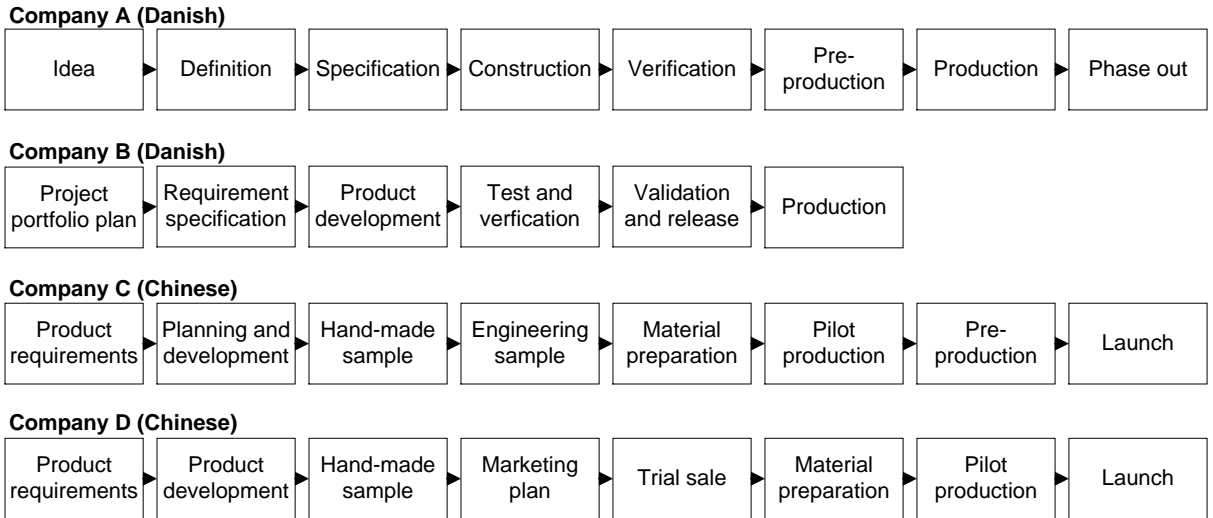 Company A (Danish)
Idea
Definition
Specification
Construction
Verification
Pre-
production
Production
Phase out
Company B (Danish)
Project
portfolio plan
Requirement
specification
Product
development
Test and
verfication
Validation
and release
Production
Company C (Chinese)
Product
requirements
Planning and
development
Hand-made
sample
Engineering
sample
Material
preparation
Pilot
production
Pre-
production
Launch
Company D (Chinese)
Product
requirements
Product
development
Hand-made
sample
Marketing
plan
Trial sale
Material
preparation
Pilot
production
Launch